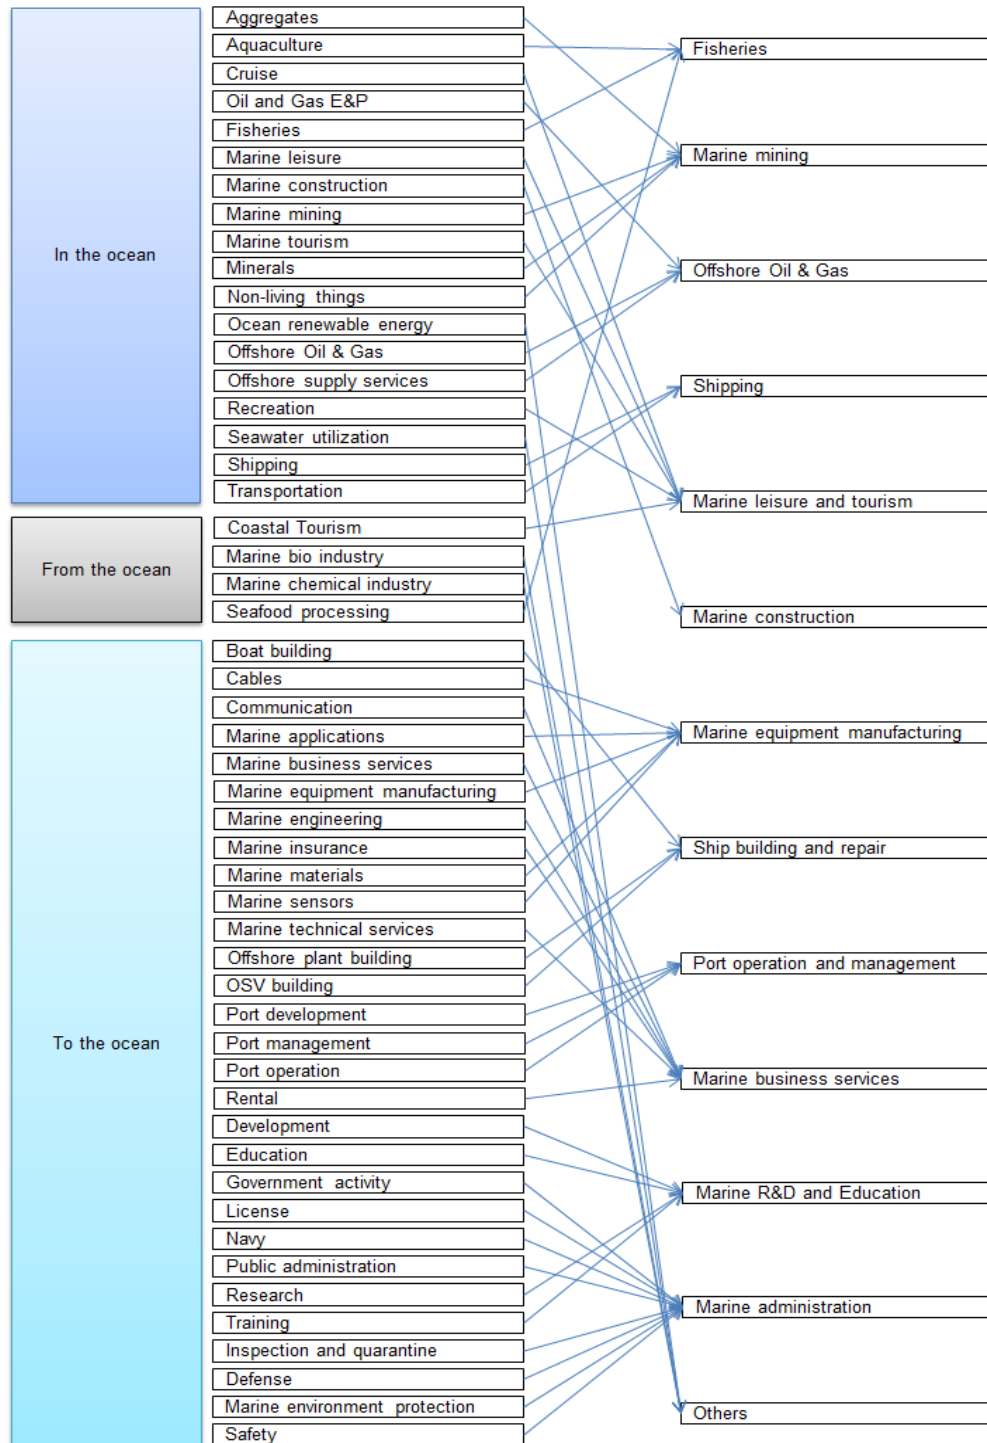 In the ocean
Aggregates
Aquaculture
Cruise
Oil and Gas E&P
Fisheries
Marine leisure
Marine construction
Marine mining
Marine tourism
Minerals
Non-living things
Ocean renewable energy
Offshore Oil & Gas
Offshore supply services
Recreation
Seawater utilization
Shipping
Transportation
From the ocean
Coastal Tourism
Marine bio industry
Marine chemical industry
Seafood processing
To the ocean
Boat building
Cables
Communication
Marine applications
Marine business services
Marine equipment manufacturing
Marine engineering
Marine insurance
Marine materials
Marine sensors
Marine technical services
Offshore plant building
OSV building
Port development
Port management
Port operation
Rental
Development
Education
Government activity
License
Navy
Public administration
Research
Training
Inspection and quarantine
Defense
Marine environment protection
Safety
Fisheries
Marine mining
Offshore Oil & Gas
Shipping
Marine leisure and tourism
Marine construction
Marine equipment manufacturing
Ship building and repair
Port operation and management
Marine business services
Marine R&D and Education
Marine administration
Others